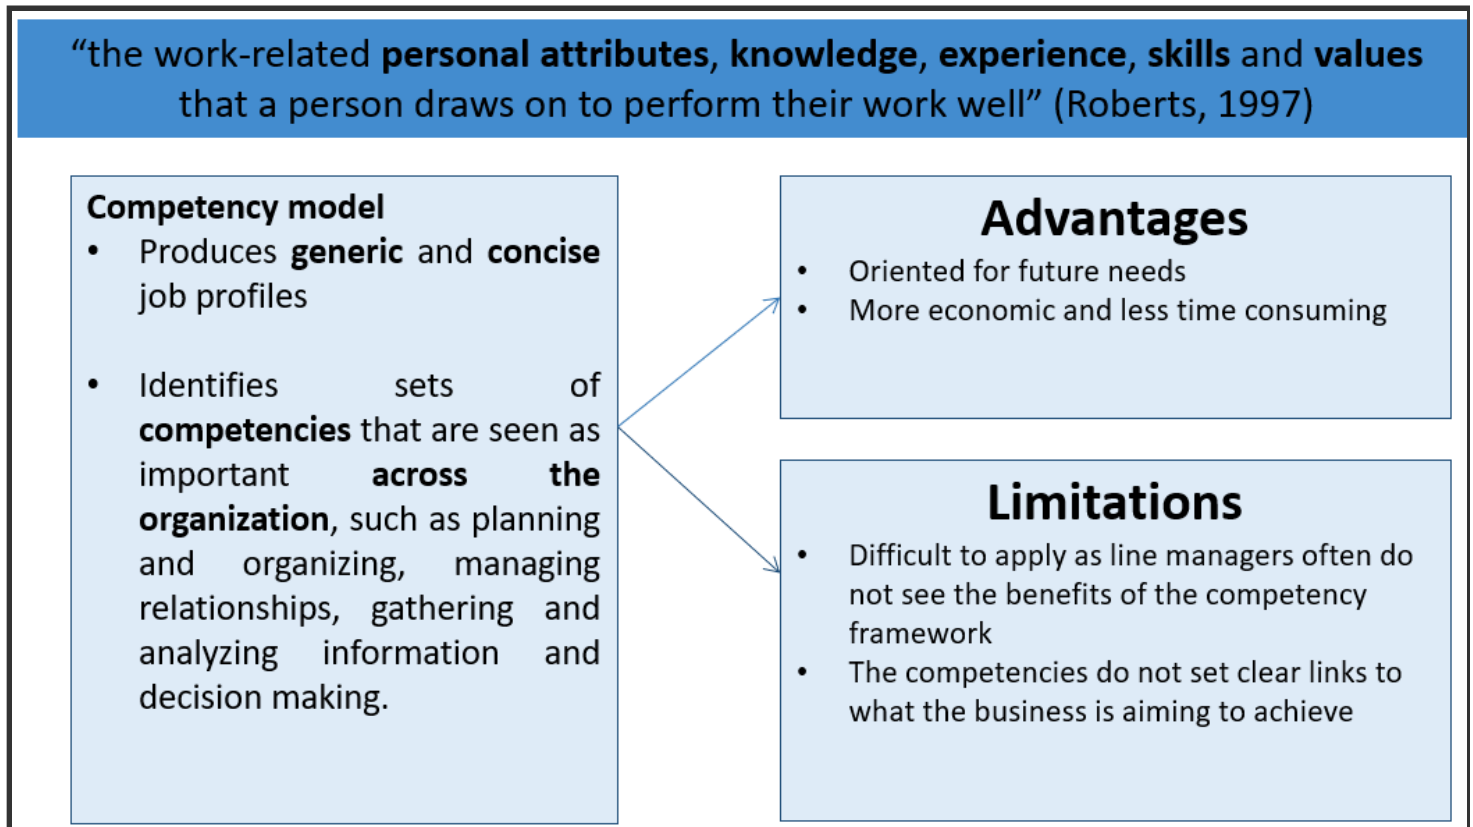 “the work-related personal attributes, knowledge, experience, skills and values
that a person draws on to perform their work well” (Roberts, 1997)
Competency model
• Produces generic and concise
job profiles
• Identifies sets of
competencies that are seen as
important across the
organization, such as planning
and organizing, managing
relationships, gathering and
analyzing information and
decision making.
Advantages
• Oriented for future needs
• More economic and less time consuming
Limitations
• Difficult to apply as line managers often do
not see the benefits of the competency
framework
• The competencies do not set clear links to
what the business is aiming to achieve